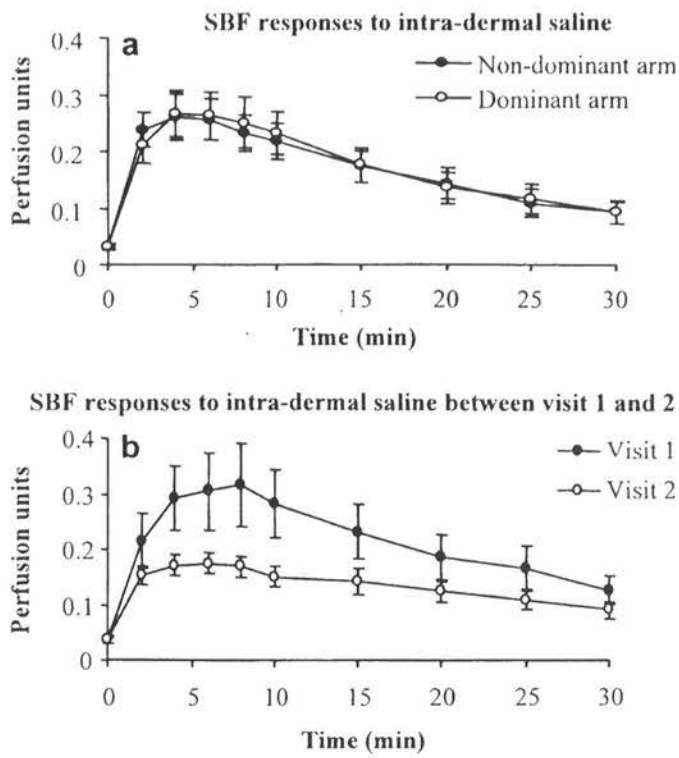 SBF responses to intra-dermal saline
a
Non-dominant arm
Dominant arm
Perfusion units
0.4
0.3
0.2
0.1
0
0 5 10 15 20 25 30
Time (min)
SBF responses to intra-dermal saline between visit 1 and 2
b
Visit 1
Visit 2
Perfusion units
0.4
0.3
0.2
0.1
0
0 5 10 15 20 25 30
Time (min)